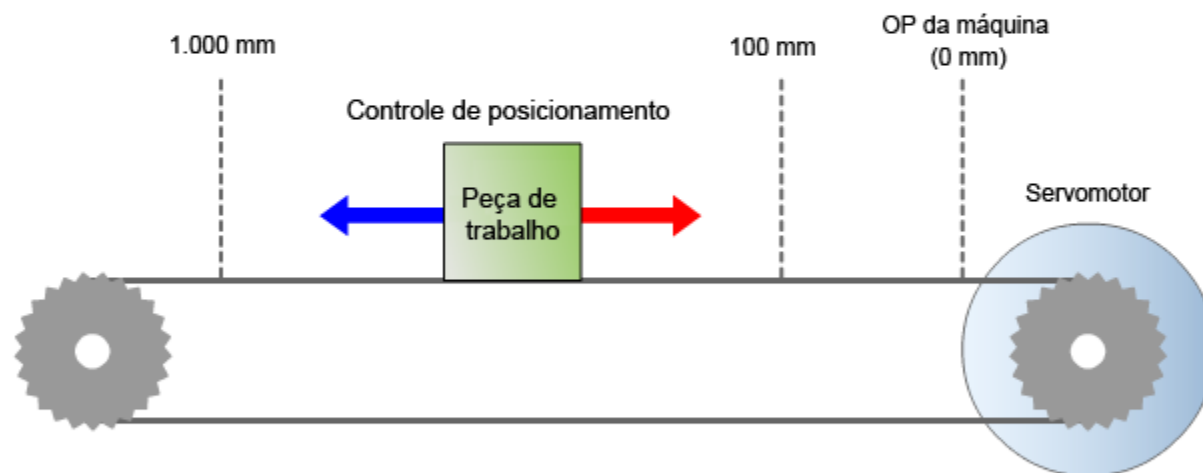 1.000 mm
100 mm
OP da máquina
(0 mm)
Controle de posicionamento
Peça de
trabalho
Servomotor